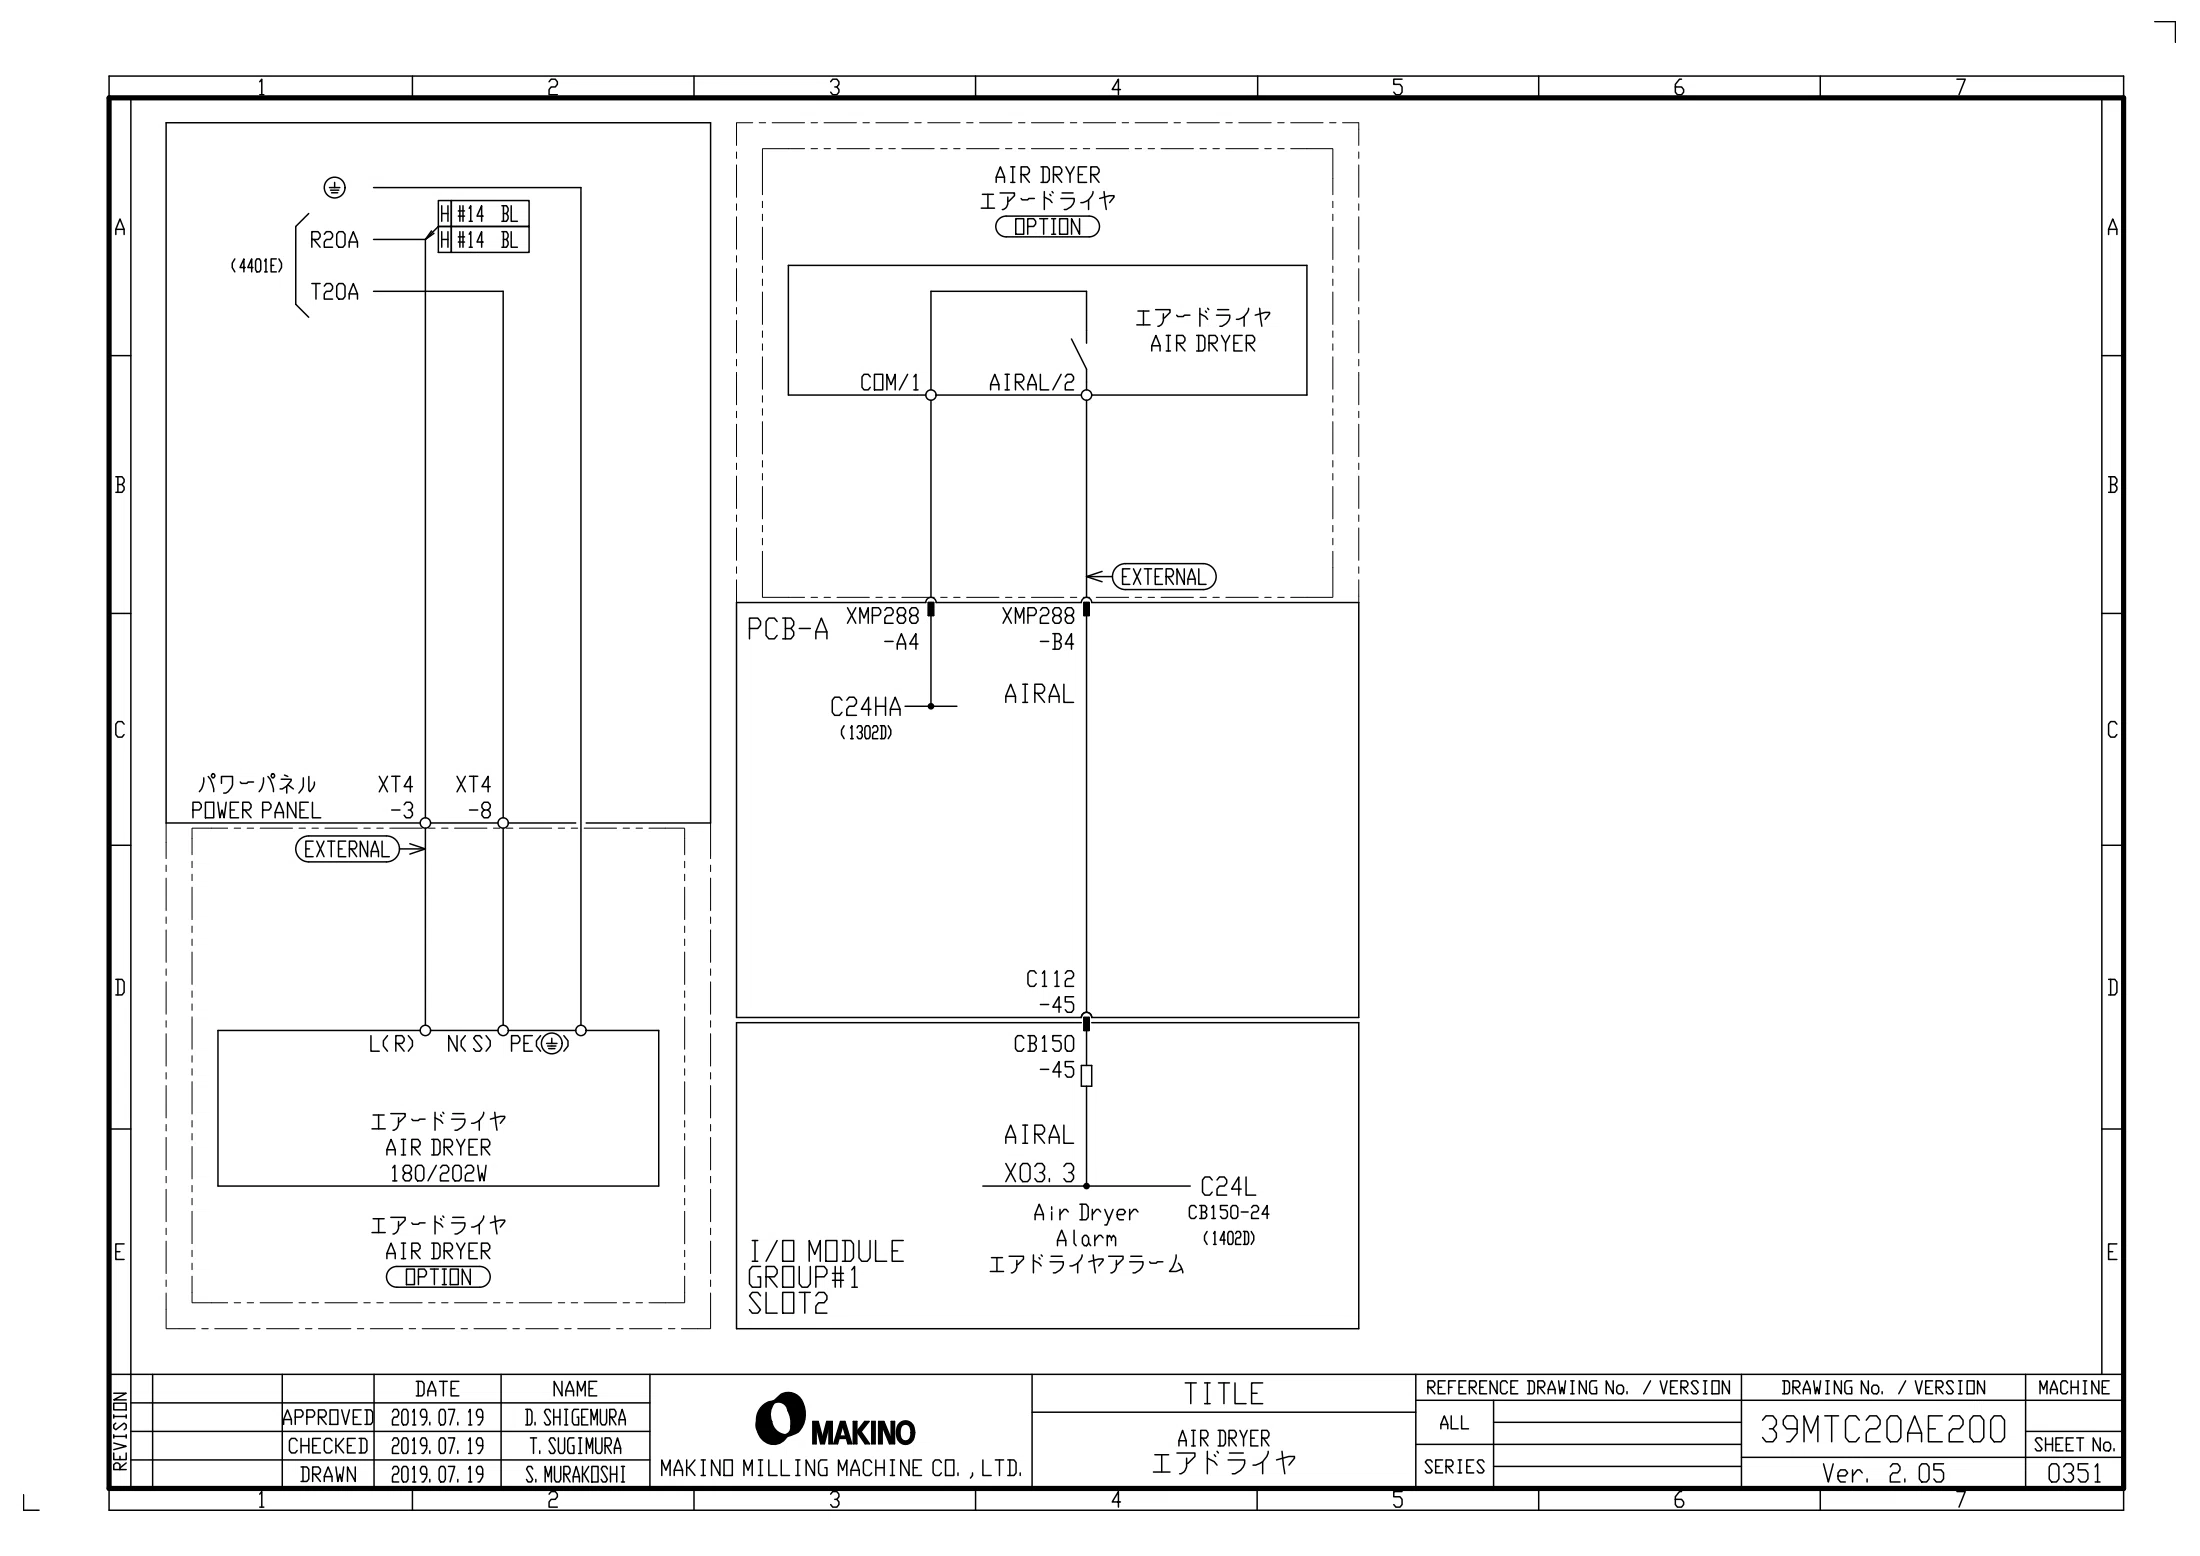 1 2 3 4 5 6 7
A
B
C
D
E
R20A
T20A
(4401E)
H #14 BL
H #14 BL
パワーパネル
POWER PANEL
XT4
-3
XT4
-8
EXTERNAL
L(R) N(S) PE( )
エアードライヤ
AIR DRYER
180/202W
エアードライヤ
AIR DRYER
OPTION
AIR DRYER
エアードライヤ
OPTION
エアードライヤ
AIR DRYER
COM/1 AIRAL/2
EXTERNAL
PCB-A
XMP288
-A4
XMP288
-B4
C24HA
(1302D)
AIRAL
C112
-45
CB150
-45
AIRAL
X03.3
C24L
CB150-24
(1402D)
Air Dryer
Alarm
エアドライヤアラーム
I/O MODULE
GROUP#1
SLOT2
A
B
C
D
E
REVISION
DATE NAME
APPROVED 2019.07.19 D. SHIGEMURA
CHECKED 2019.07.19 T. SUGIMURA
DRAWN 2019.07.19 S. MURAKOSHI
MAKINO
MAKINO MILLING MACHINE CO.,LTD.
TITLE
AIR DRYER
エアドライヤ
REFERENCE DRAWING No. / VERSION
ALL
SERIES
DRAWING No. / VERSION
39MTC20AE200
Ver. 2.05
MACHINE
SHEET No.
0351
1 2 3 4 5 6 7